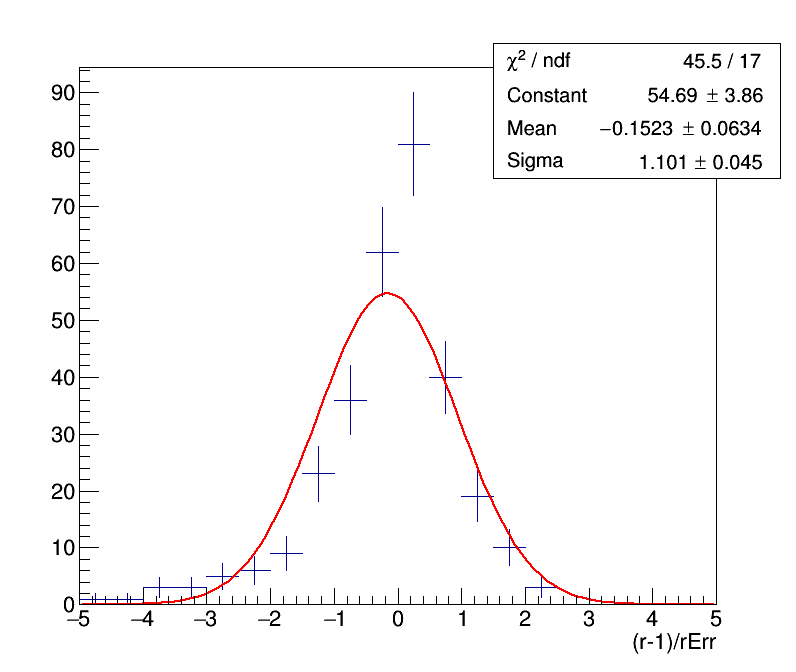 χ² / ndf 45.5 / 17
Constant 54.69 ± 3.86
Mean −0.1523 ± 0.0634
Sigma 1.101 ± 0.045
90
80
70
60
50
40
30
20
10
0
−5 −4 −3 −2 −1 0 1 2 3 4 5
(r-1)/rErr